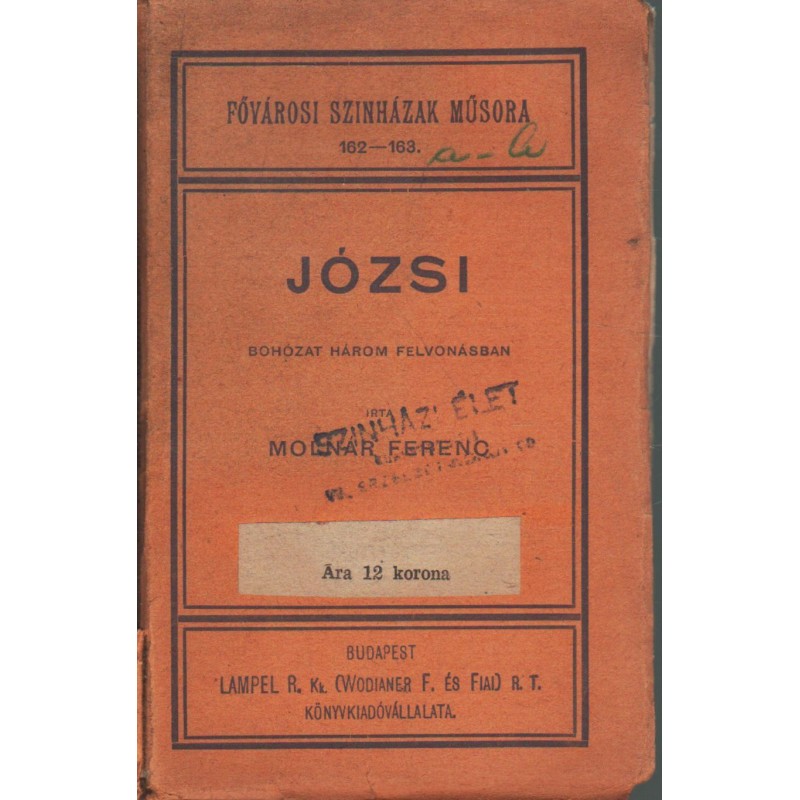 FŐVÁROSI SZINHÁZAK MŰSORA
162—163. a-b
JÓZSI
BOHÓZAT HÁROM FELVONÁSBAN
IRTA
SZINHÁZI ÉLET
MOLNÁR FERENC
VII.
Ára 12 korona
BUDAPEST
LAMPEL R. KK. (WODIANER F. ÉS FIAI) R. T.
KÖNYVKIADÓVÁLLALATA.